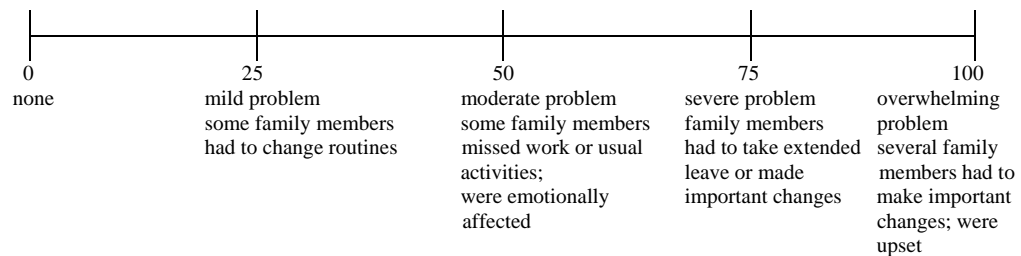 0
none
25
mild problem
some family members
had to change routines
50
moderate problem
some family members
missed work or usual
activities;
were emotionally
affected
75
severe problem
family members
had to take extended
leave or made
important changes
100
overwhelming
problem
several family
members had to
make important
changes; were
upset